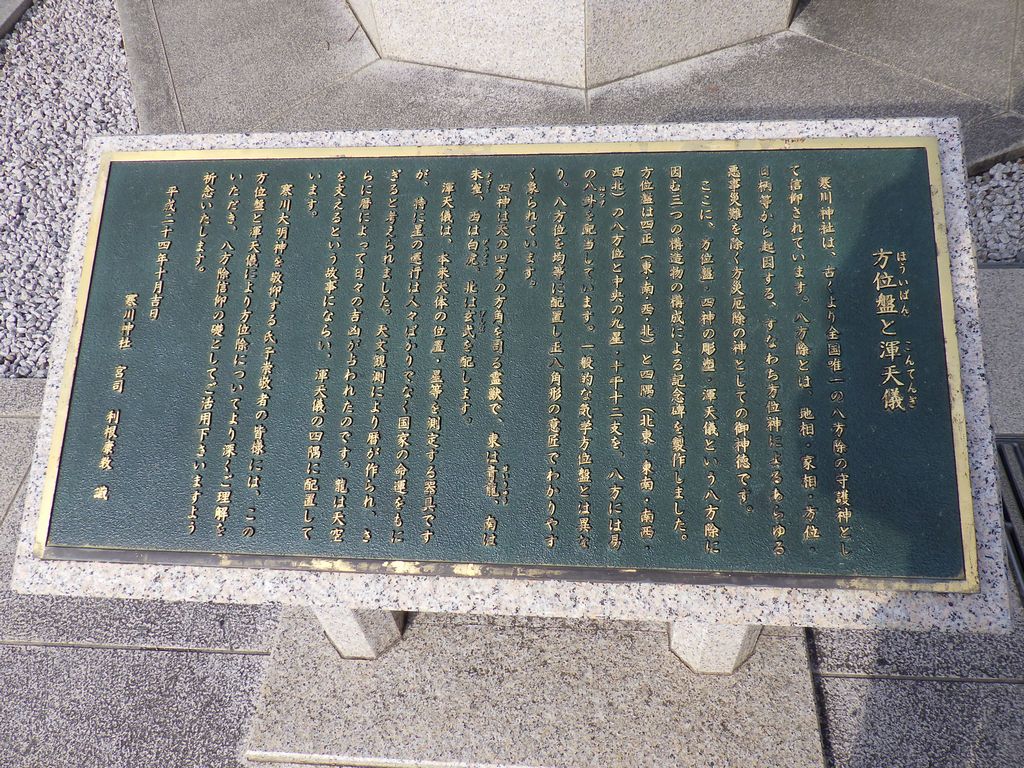 方位盤と渾天儀
ほういばん こんてんぎ
寒川神社は、古くより全国唯一の八方除の守護神とし
て信仰されています。八方除とは、地相・家相・方位・
日柄等から起因する、すなわち方位神によるあらゆる
悪事災難を除く方災厄除の神としての御神徳です。
ここに、方位盤・四神の彫塑・渾天儀という八方除に
因む三つの構造物の構成による記念碑を製作しました。
方位盤は四正（東・南・西・北）と四隅（北東・東南・南西・
西北）の八方位と中央の九星・十干十二支を、八方には易
の八卦を配当しています。一般的な気学方位盤とは異な
り、八方位を均等に配置し正八角形の意匠でわかりやす
く象られています。
四神は天の四方の方角を司る霊獣で、東は青龍、南は
朱雀、西は白虎、北は玄武を配します。
渾天儀は、本来天体の位置・星等を測定する器具です
が、特に星の運行は人々ばかりでなく国家の命運をもに
ぎると考えられました。天文観測により暦が作られ、さ
らに暦によって日々の吉凶が占われたのです。龍は天空
を支えるという故事にならい、渾天儀の四隅に配置して
います。
寒川大明神を敬仰する氏子崇敬者の皆様には、この
方位盤と渾天儀により方位除についてより深くご理解を
いただき、八方除信仰の礎としてご活用下さいますよう
祈念いたします。
平成二十四年十月吉日
寒川神社 宮司 利根康教 識